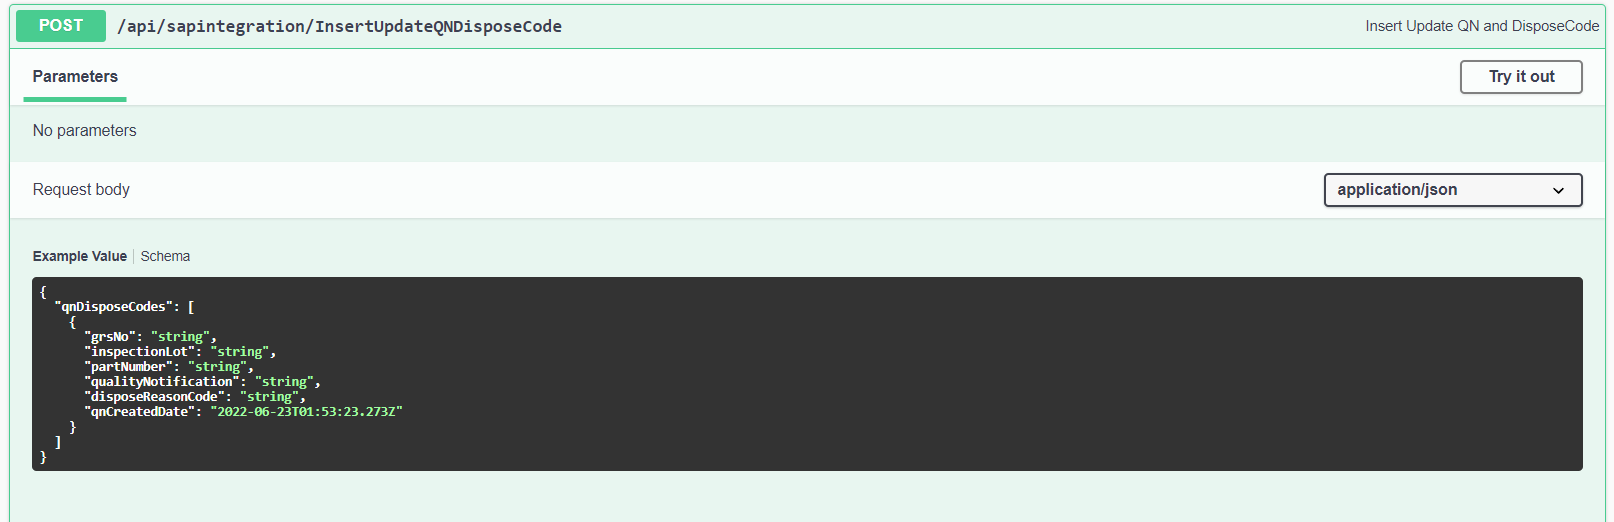 POST /api/sapintegration/InsertUpdateQNDisposeCode Insert Update QN and DisposeCode
Parameters Try it out
No parameters
Request body application/json
Example Value Schema
{
  "qnDisposeCodes": [
    {
      "grsNo": "string",
      "inspectionLot": "string",
      "partNumber": "string",
      "qualityNotification": "string",
      "disposeReasonCode": "string",
      "qnCreatedDate": "2022-06-23T01:53:23.273Z"
    }
  ]
}